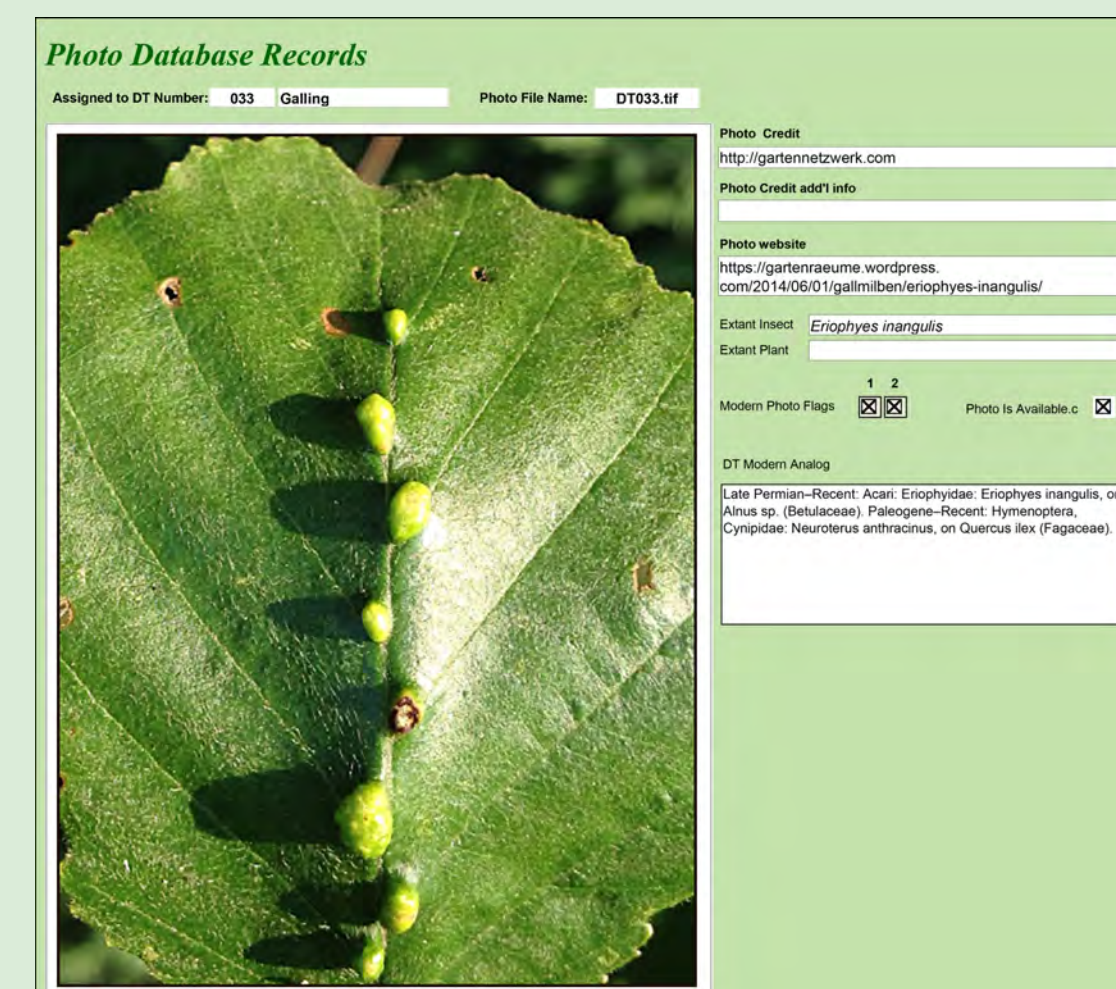 Photo Database Records
Assigned to DT Number: 033 Galling Photo File Name: DT033.tif
Photo Credit
http://gartennetzwerk.com
Photo Credit add'l info
Photo website
https://gartenraeume.wordpress.
com/2014/06/01/gallmilben/eriophyes-inangulis/
Extant Insect Eriophyes inangulis
Extant Plant
1 2
Modern Photo Flags Photo Is Available.c
DT Modern Analog
Late Permian–Recent: Acari: Eriophyidae: Eriophyes inangulis,
Alnus sp. (Betulaceae). Paleogene–Recent: Hymenoptera,
Cynipidae: Neuroterus anthracinus, on Quercus ilex (Fagaceae).